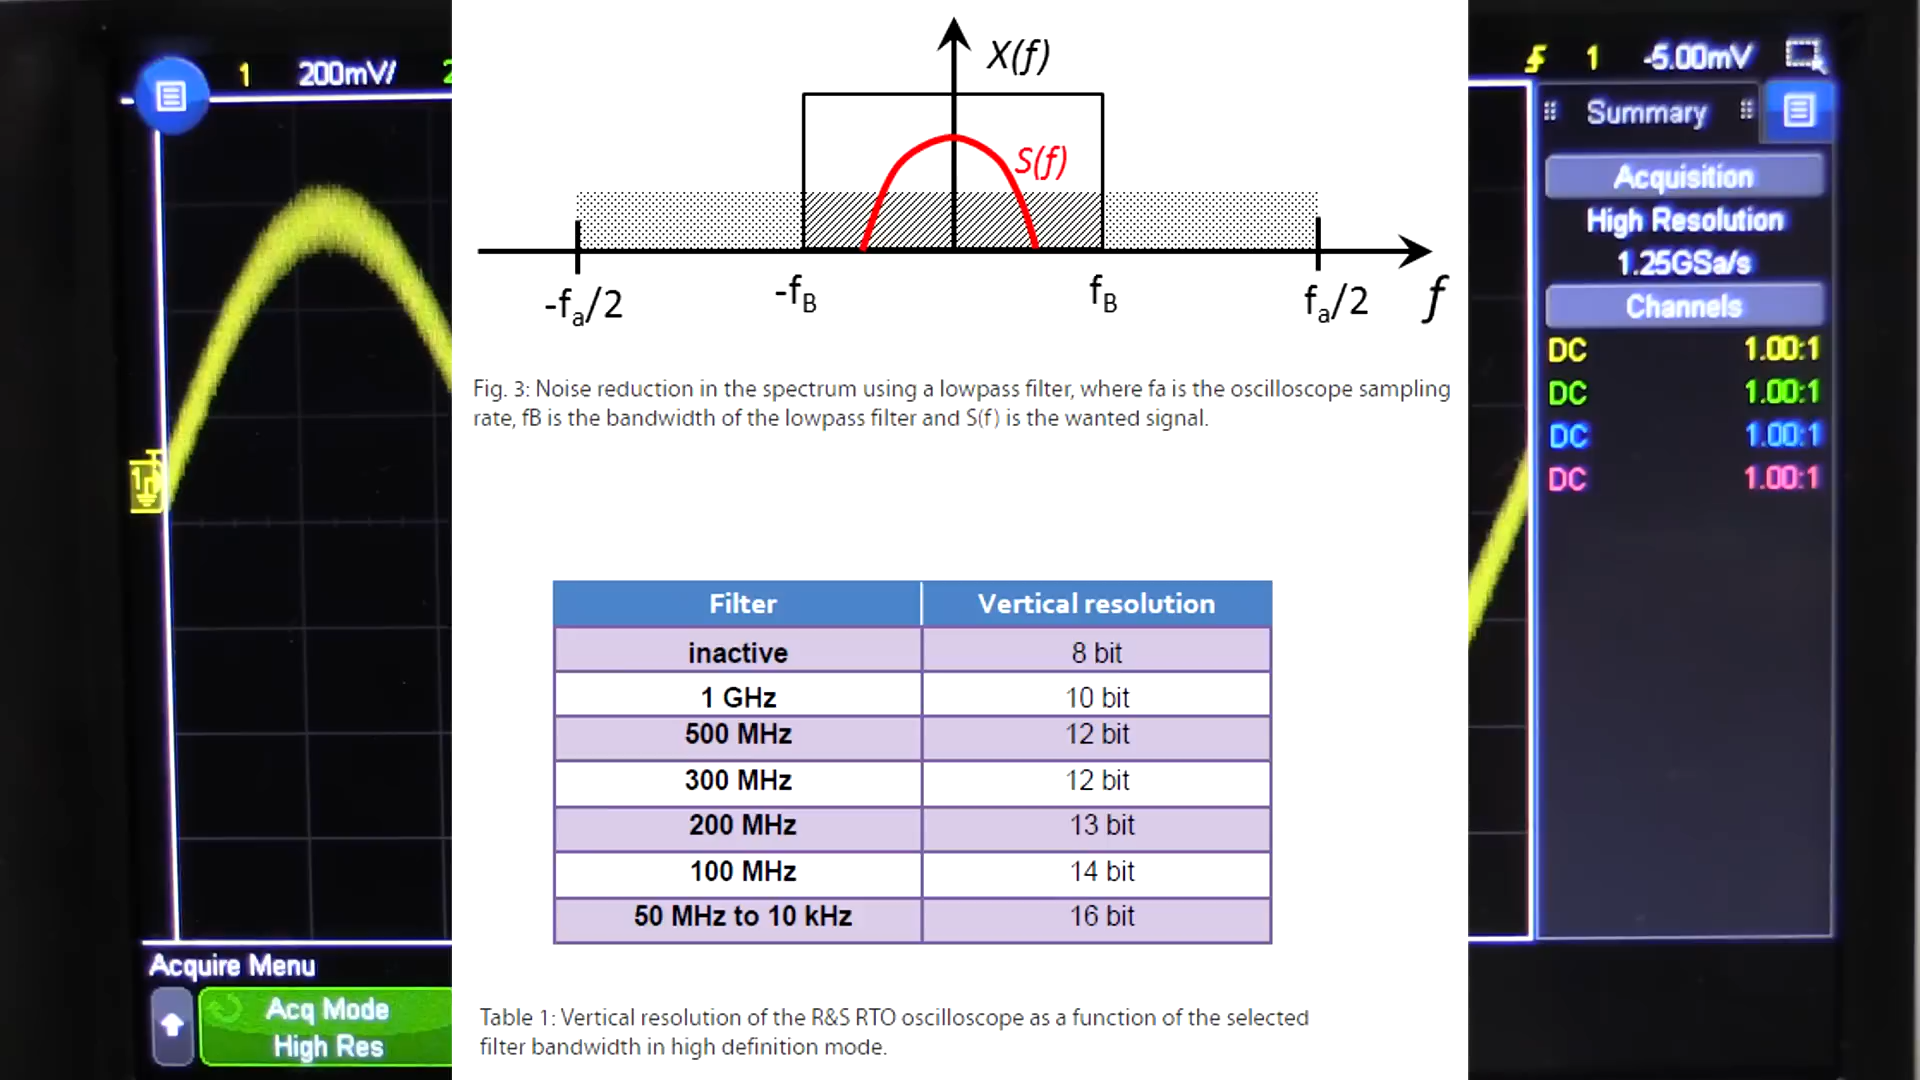 1 200mV/ 2
1 -5.00mV
Summary
Acquisition
High Resolution
1.25GSa/s
Channels
DC 1.00:1
DC 1.00:1
DC 1.00:1
DC 1.00:1
Acquire Menu
Acq Mode
High Res
X(f)
S(f)
-fa/2 -fB fB fa/2 f
Fig. 3: Noise reduction in the spectrum using a lowpass filter, where fa is the oscilloscope sampling
rate, fB is the bandwidth of the lowpass filter and S(f) is the wanted signal.
Filter Vertical resolution
inactive 8 bit
1 GHz 10 bit
500 MHz 12 bit
300 MHz 12 bit
200 MHz 13 bit
100 MHz 14 bit
50 MHz to 10 kHz 16 bit
Table 1: Vertical resolution of the R&S RTO oscilloscope as a function of the selected
filter bandwidth in high definition mode.